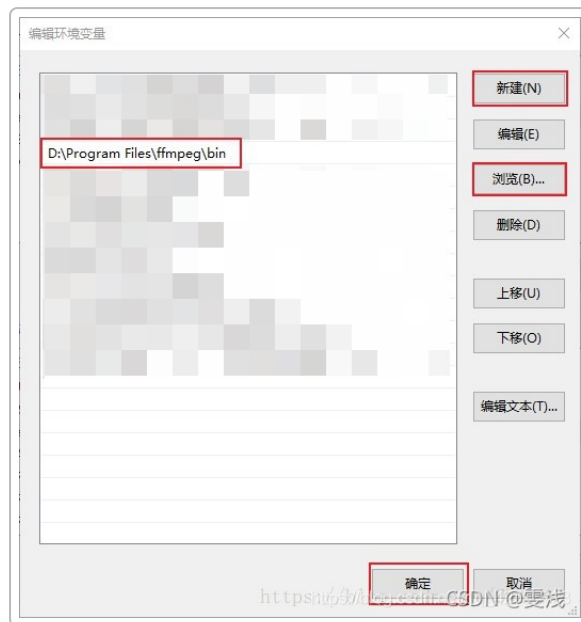 编辑环境变量
新建(N)
编辑(E)
D:\Program Files\ffmpeg\bin
浏览(B)...
删除(D)
上移(U)
下移(O)
编辑文本(T)...
确定
取消
CSDN @雯浅